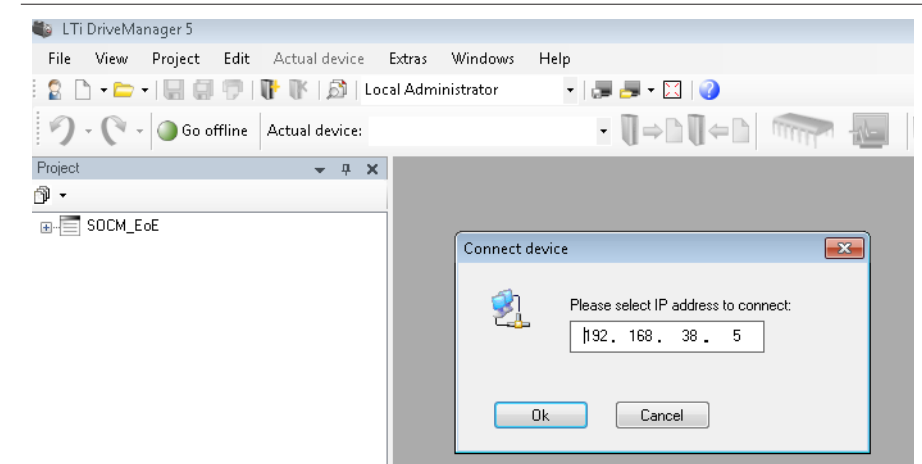 LTi DriveManager 5
File View Project Edit Actual device Extras Windows Help
Local Administrator
Go offline Actual device:
Project
SOCM_EoE
Connect device
Please select IP address to connect:
192. 168. 38. 5
Ok Cancel